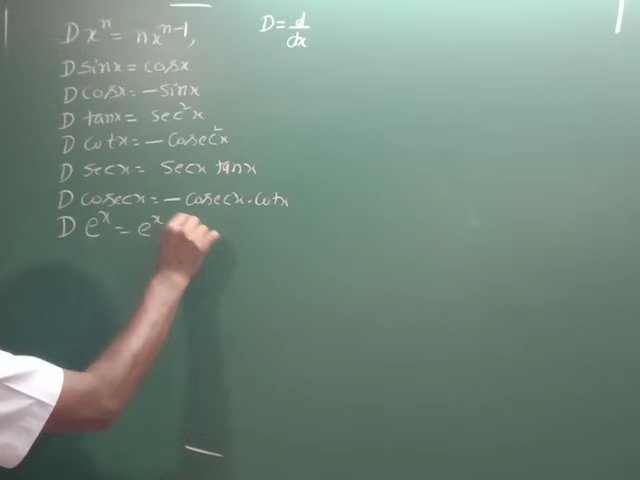 D xⁿ = nxⁿ⁻¹, D = d/dx
D sinx = cosx
D cosx = -sinx
D tanx = sec²x
D cotx = -cosec²x
D secx = secx tanx
D cosecx = -cosecx.cotx
D eˣ = eˣ